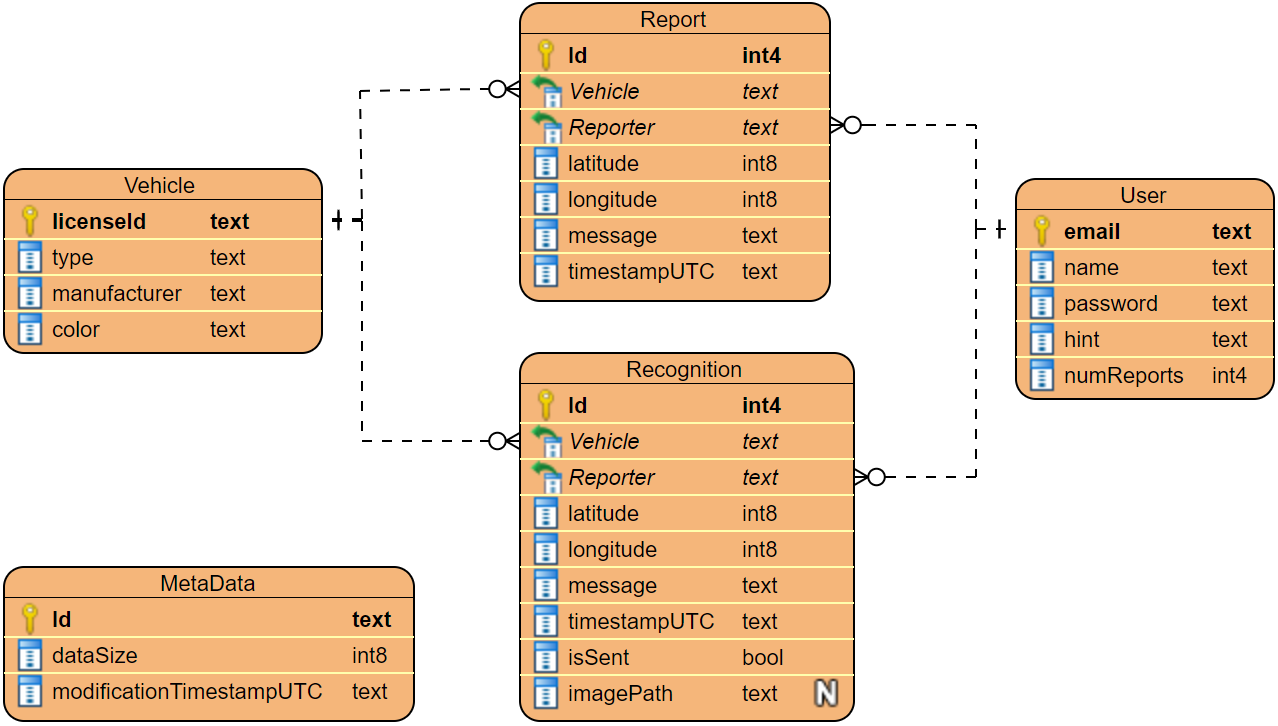 Report
Id int4
Vehicle text
Reporter text
latitude int8
longitude int8
message text
timestampUTC text
Vehicle
licenseId text
type text
manufacturer text
color text
User
email text
name text
password text
hint text
numReports int4
Recognition
Id int4
Vehicle text
Reporter text
latitude int8
longitude int8
message text
timestampUTC text
isSent bool
imagePath text N
MetaData
Id text
dataSize int8
modificationTimestampUTC text